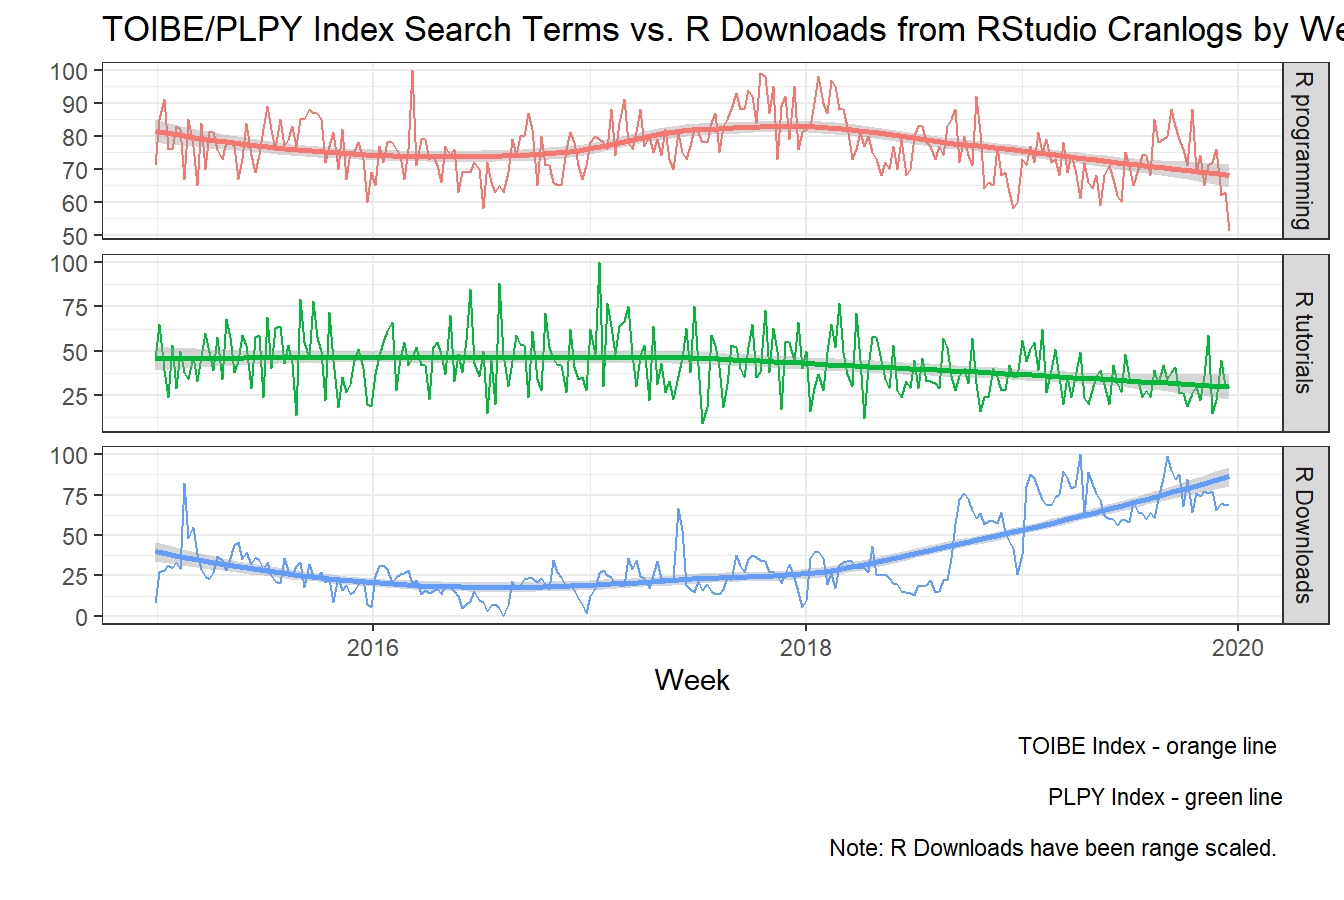 TOIBE/PLPY Index Search Terms vs. R Downloads from RStudio Cranlogs by We
100
90
80
70
60
50
R programming
100
75
50
25
R tutorials
100
75
50
25
0
R Downloads
2016
2018
2020
Week
TOIBE Index - orange line
PLPY Index - green line
Note: R Downloads have been range scaled.